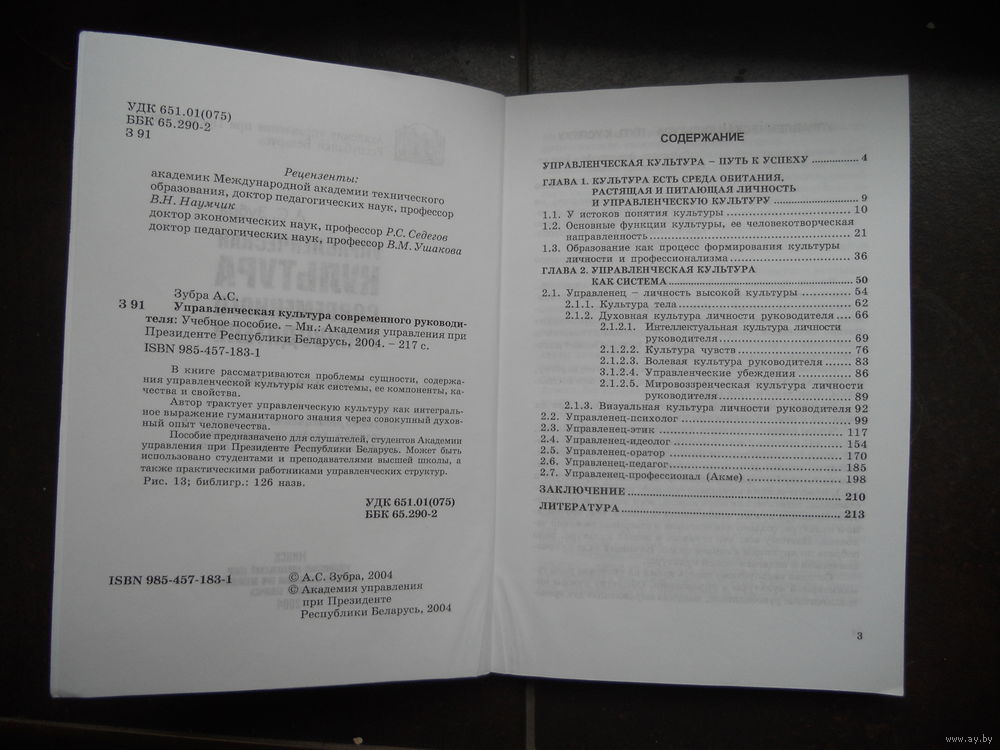 УДК 651.01(075)
ББК 65.290-2
З 91
Рецензенты:
академик Международной академии технического
образования, доктор педагогических наук, профессор
В.Н. Наумчик
доктор экономических наук, профессор Р.С. Седегов
доктор педагогических наук, профессор В.М. Ушакова
Зубра А.С.
З 91 Управленческая культура современного руководи-
теля: Учебное пособие. – Мн.: Академия управления при
Президенте Республики Беларусь, 2004. – 217 с.
ISBN 985-457-183-1
В книге рассматриваются проблемы сущности, содержа-
ния управленческой культуры как системы, ее компоненты, ка-
чества и свойства.
Автор трактует управленческую культуру как интеграль-
ное выражение гуманитарного знания через совокупный духов-
ный опыт человечества.
Пособие предназначено для слушателей, студентов Академии
управления при Президенте Республики Беларусь. Может быть
использовано студентами и преподавателями высшей школы, а
также практическими работниками управленческих структур.
Рис. 13; библигр.: 126 назв.
УДК 651.01(075)
ББК 65.290-2
ISBN 985-457-183-1
© А.С. Зубра, 2004
© Академия управления
при Президенте
Республики Беларусь, 2004
СОДЕРЖАНИЕ
УПРАВЛЕНЧЕСКАЯ КУЛЬТУРА – ПУТЬ К УСПЕХУ ............ 4
ГЛАВА 1. КУЛЬТУРА ЕСТЬ СРЕДА ОБИТАНИЯ,
РАСТЯЩАЯ И ПИТАЮЩАЯ ЛИЧНОСТЬ
И УПРАВЛЕНЧЕСКУЮ КУЛЬТУРУ ...................... 9
1.1. У истоков понятия культуры ................................ 10
1.2. Основные функции культуры, ее человекотворческая
направленность ................................................ 21
1.3. Образование как процесс формирования культуры
личности и профессионализма ............................. 36
ГЛАВА 2. УПРАВЛЕНЧЕСКАЯ КУЛЬТУРА
КАК СИСТЕМА ............................................. 50
2.1. Управленец – личность высокой культуры ............ 54
2.1.1. Культура тела ........................................... 62
2.1.2. Духовная культура личности руководителя .... 66
2.1.2.1. Интеллектуальная культура личности
руководителя ................................ 69
2.1.2.2. Культура чувств ............................ 76
2.1.2.3. Волевая культура руководителя ........ 83
3.1.2.4. Управленческие убеждения .............. 86
2.1.2.5. Мировоззренческая культура личности
руководителя ................................ 89
2.1.3. Визуальная культура личности руководителя 92
2.2. Управленец-психолог ......................................... 99
2.3. Управленец-этик .............................................. 117
2.4. Управленец-идеолог .......................................... 154
2.5. Управленец-оратор ........................................... 170
2.6. Управленец-педагог .......................................... 185
2.7. Управленец-профессионал (Акме) ........................ 198
ЗАКЛЮЧЕНИЕ .................................................... 210
ЛИТЕРАТУРА ...................................................... 213
3
www.ay.by